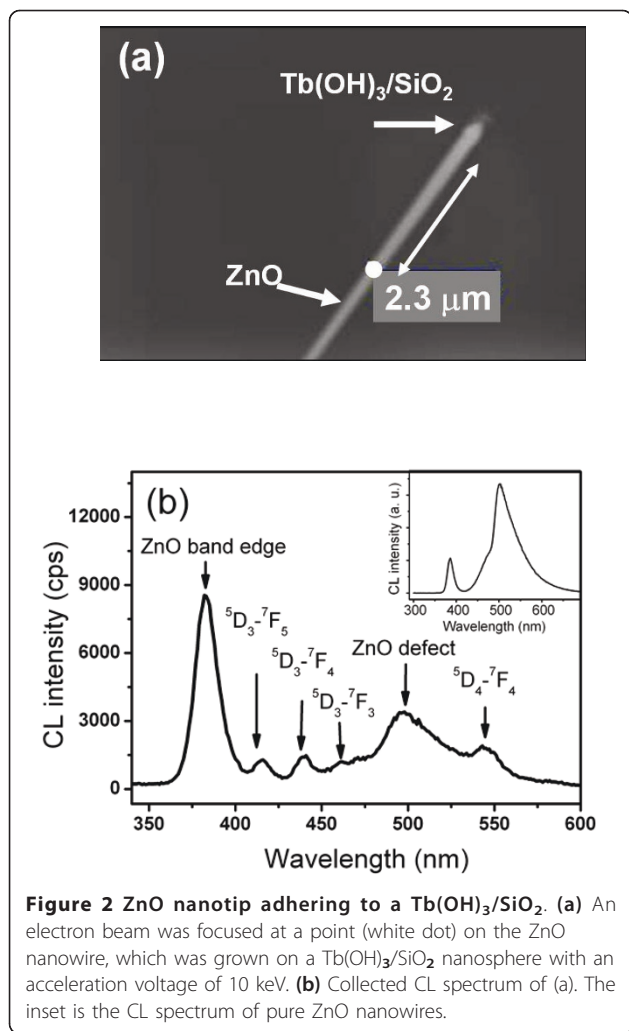 (a)
Tb(OH)₃/SiO₂
ZnO
2.3 μm
(b)
ZnO band edge
⁵D₃-⁷F₅
⁵D₃-⁷F₄
⁵D₃-⁷F₃
ZnO defect
⁵D₄-⁷F₄
CL intensity (cps)
12000
9000
6000
3000
0
350 400 450 500 550 600
Wavelength (nm)
CL intensity (a. u.)
300 400 500 600
Wavelength (nm)
Figure 2 ZnO nanotip adhering to a Tb(OH)₃/SiO₂. (a) An
electron beam was focused at a point (white dot) on the ZnO
nanowire, which was grown on a Tb(OH)₃/SiO₂ nanosphere with an
acceleration voltage of 10 keV. (b) Collected CL spectrum of (a). The
inset is the CL spectrum of pure ZnO nanowires.